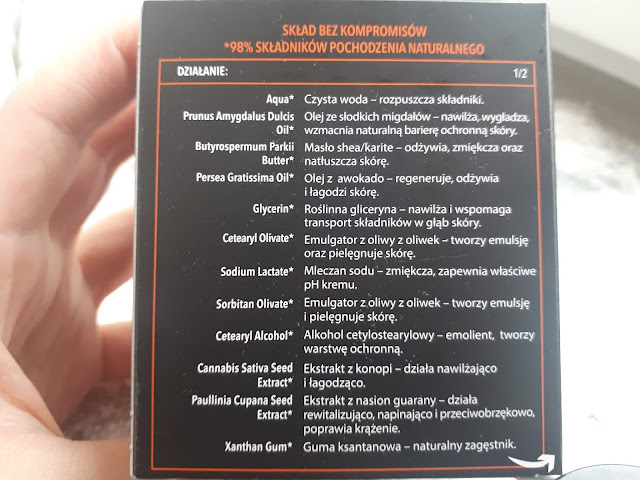 SKŁAD BEZ KOMPROMISÓW
*98% SKŁADNIKÓW POCHODZENIA NATURALNEGO
DZIAŁANIE: 1/2
Aqua* Czysta woda – rozpuszcza składniki.
Prunus Amygdalus Dulcis Olej ze słodkich migdałów – nawilża, wygładza,
Oil* wzmacnia naturalną barierę ochronną skóry.
Butyrospermum Parkii Masło shea/karite – odżywia, zmiękcza oraz
Butter* natłuszcza skórę.
Persea Gratissima Oil* Olej z awokado – regeneruje, odżywia
i łagodzi skórę.
Glycerin* Roślinna gliceryna – nawilża i wspomaga
transport składników w głąb skóry.
Cetearyl Olivate* Emulgator z oliwy z oliwek – tworzy emulsję
oraz pielęgnuje skórę.
Sodium Lactate* Mleczan sodu – zmiękcza, zapewnia właściwe
pH kremu.
Sorbitan Olivate* Emulgator z oliwy z oliwek – tworzy emulsję
i pielęgnuje skórę.
Cetearyl Alcohol* Alkohol cetylostearylowy – emolient, tworzy
warstwę ochronną.
Cannabis Sativa Seed Ekstrakt z konopi – działa nawilżająco
Extract* i łagodząco.
Paullinia Cupana Seed Ekstrakt z nasion guarany – działa
Extract* rewitalizująco, napinająco i przeciwobrzękowo,
poprawia krążenie.
Xanthan Gum* Guma ksantanowa – naturalny zagęstnik.